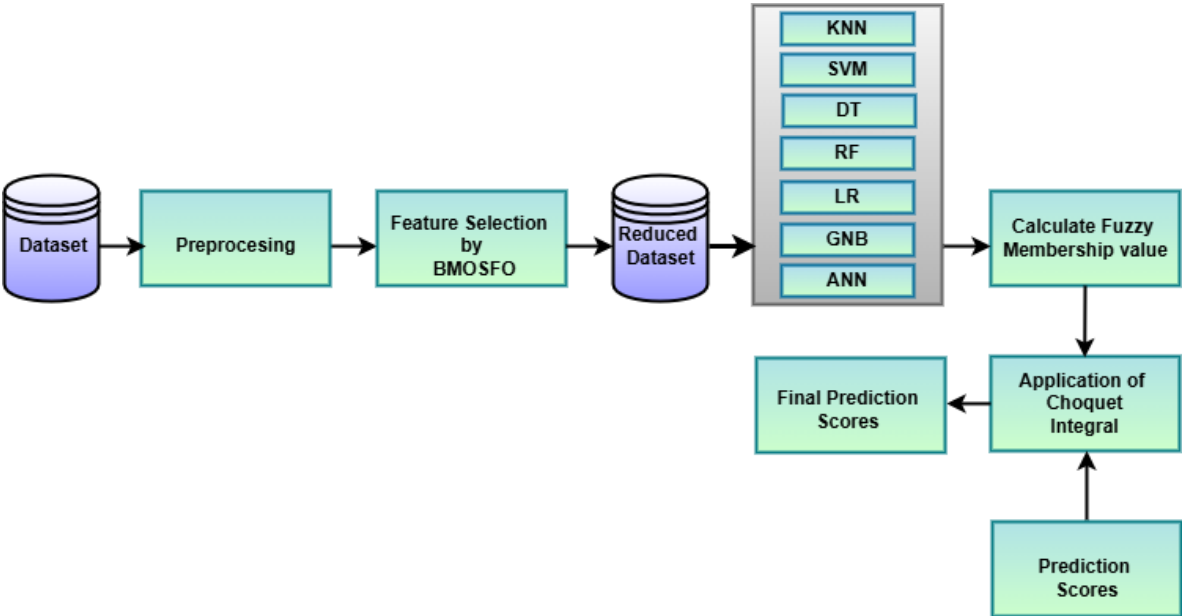 Dataset
Preprocesing
Feature Selection
by
BMOSFO
Reduced
Dataset
KNN
SVM
DT
RF
LR
GNB
ANN
Calculate Fuzzy
Membership value
Application of
Choquet
Integral
Final Prediction
Scores
Prediction
Scores